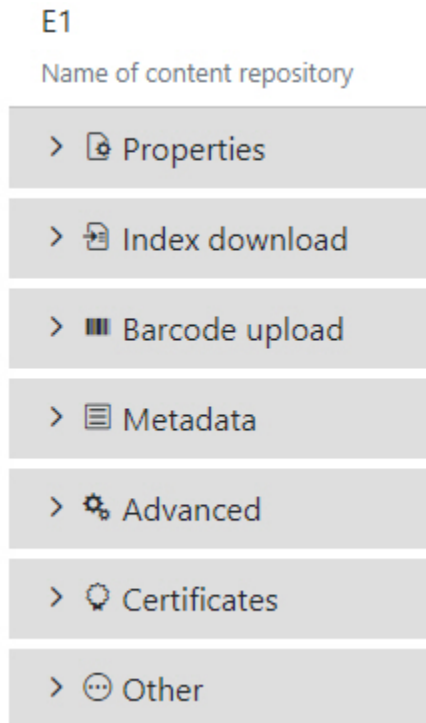 E1
Name of content repository
Properties
Index download
Barcode upload
Metadata
Advanced
Certificates
Other